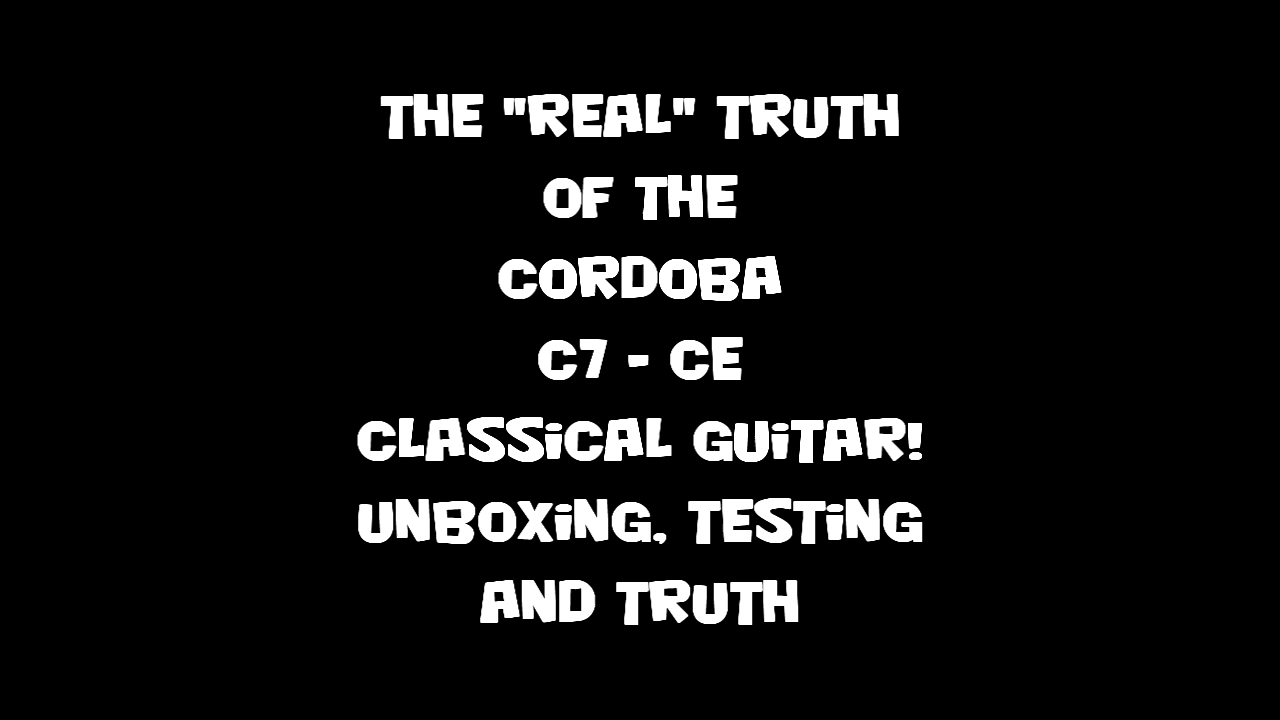 THE "REAL" TRUTH
OF THE
CORDOBA
C7 - CE
CLASSiCAL GUiTAR!
UNBOXiNG, TESTiNG
AND TRUTH